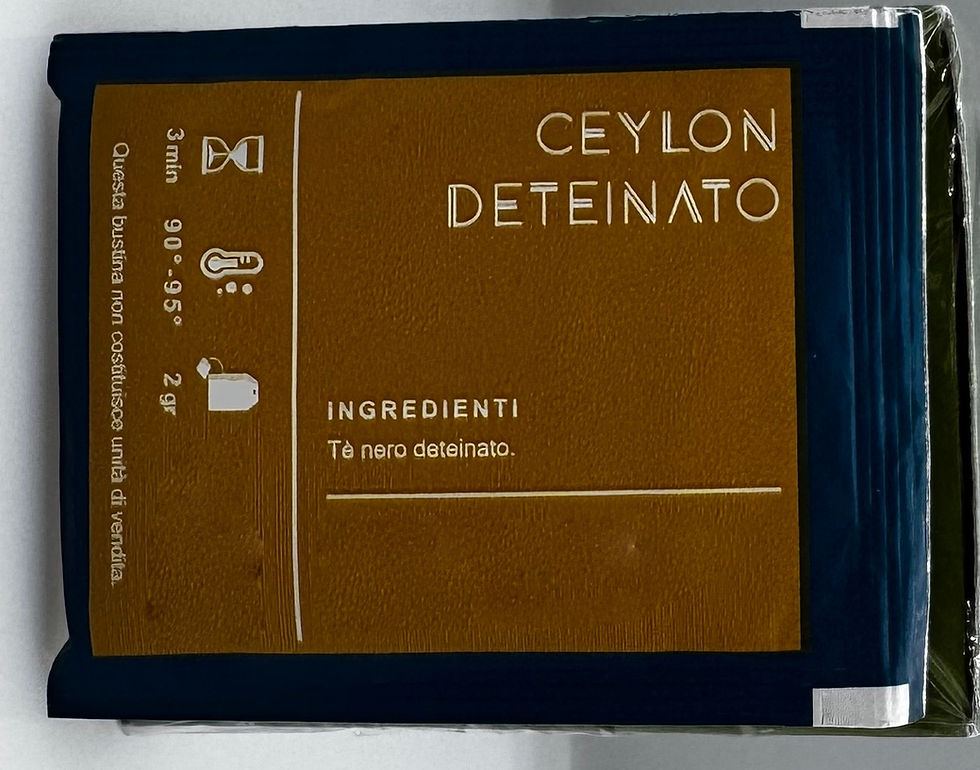 CEYLON
DETEINATO
INGREDIENTI
Tè nero deteinato.
3 min
90°-95°
2 gr
Questa bustina non costituisce unità di vendita.